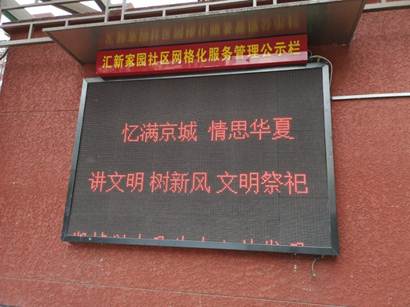 汇新家园社区网格化服务管理公示栏
忆满京城 情思华夏
讲文明 树新风 文明祭祀